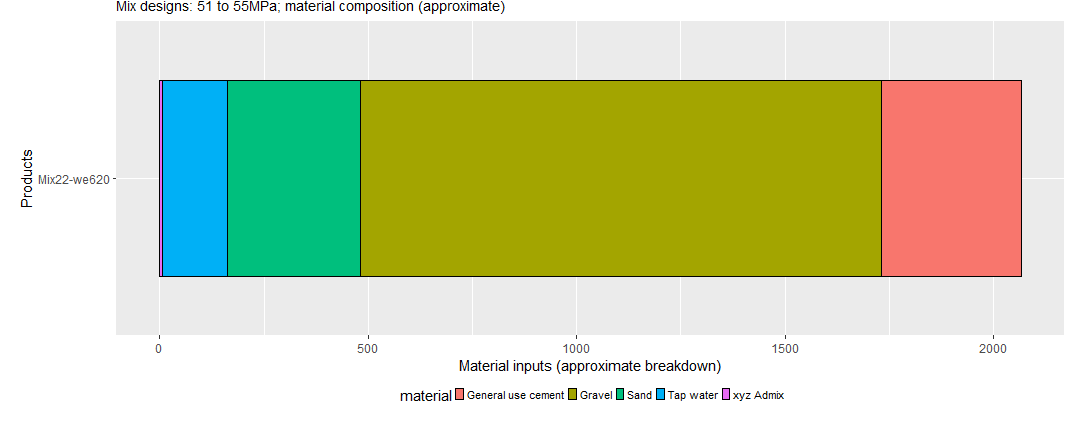 Mix designs: 51 to 55MPa; material composition (approximate)
Products
Mix22-we620
0 500 1000 1500 2000
Material inputs (approximate breakdown)
material General use cement Gravel Sand Tap water xyz Admix